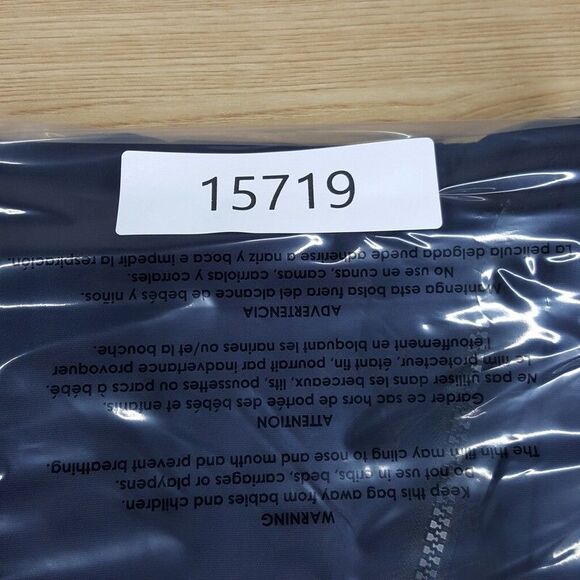 15719
WARNING
Keep this bag away from babies and children.
Do not use in cribs, beds, carriages or playpens.
The thin film may cling to nose and mouth and prevent breathing.
ATTENTION
Garder ce sac hors de portée des bébés et enfants.
Ne pas utiliser dans les berceaux, lits, poussettes ou parcs à bébé.
Le film protecteur, étant fin, pourrait par inadvertance provoquer
l'étouffement en bloquant les narines ou/et la bouche.
ADVERTENCIA
Mantenga esta bolsa fuera del alcance de bebés y niños.
No use en cunas, camas, carriolas y corrales.
La película delgada puede adherirse a nariz y boca e impedir la respiración.